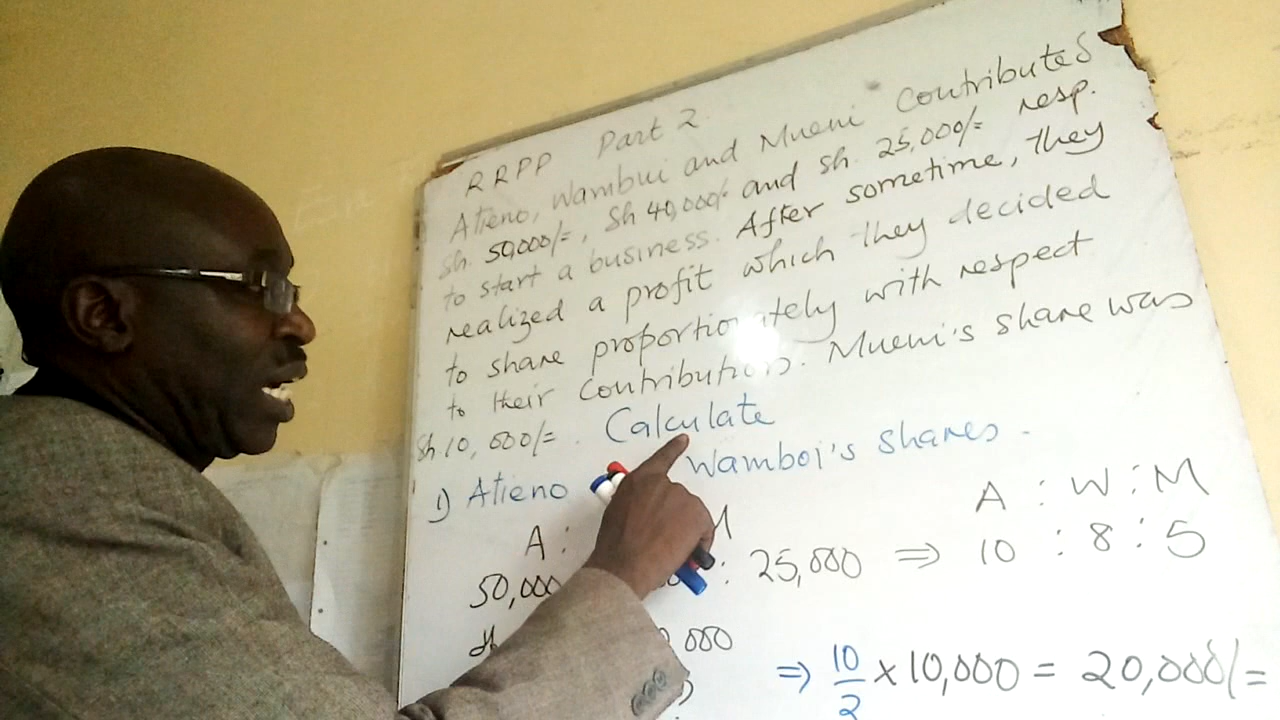 RRPP Part 2
Atieno, Wambui and Mueni Contributed
Sh. 50,000/=, Sh 40,000/= and Sh. 25,000/= resp.
to start a business. After sometime, they
realized a profit which they decided
to share proportionately with respect
to their Contribution. Mueni's share was
Sh 10,000/=. Calculate
1) Atieno Wamboi's shares.
A : M A : W : M
50,000 : 25,000 ⇒ 10 : 8 : 5
000
⇒ 10/2 × 10,000 = 20,000/=